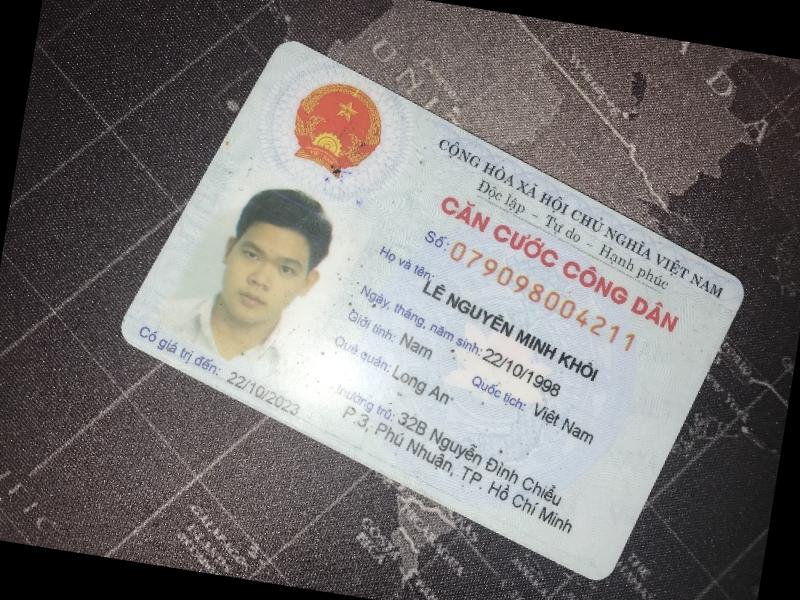 CỘNG HÒA XÃ HỘI CHỦ NGHĨA VIỆT NAM
Độc lập – Tự do – Hạnh phúc
CĂN CƯỚC CÔNG DÂN
Số: 079098004211
Họ và tên:
LÊ NGUYÊN MINH KHÔI
Ngày, tháng, năm sinh: 22/10/1998
Giới tính: Nam Quốc tịch: Việt Nam
Quê quán: Long An
thường trú: 32B Nguyễn Đình Chiểu
P.3, Phú Nhuận, TP. Hồ Chí Minh
Có giá trị đến: 22/10/2023